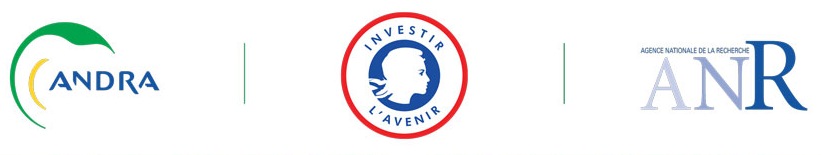 ANDRA
INVESTIR
L'AVENIR
AGENCE NATIONALE DE LA RECHERCHE
ANR